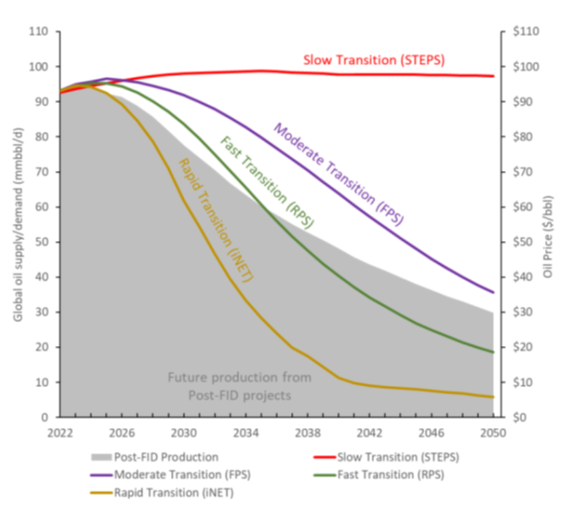 110
100
90
80
70
60
50
40
30
20
10
0
Global oil supply/demand (mmbbl/d)
$110
$100
$90
$80
$70
$60
$50
$40
$30
$20
$10
$0
Oil Price ($/bbl)
Slow Transition (STEPS)
Moderate Transition (FPS)
Fast Transition (RPS)
Rapid Transition (iNET)
Future production from
Post-FID projects
2022 2026 2030 2034 2038 2042 2046 2050
Post-FID Production Slow Transition (STEPS)
Moderate Transition (FPS) Fast Transition (RPS)
Rapid Transition (iNET)